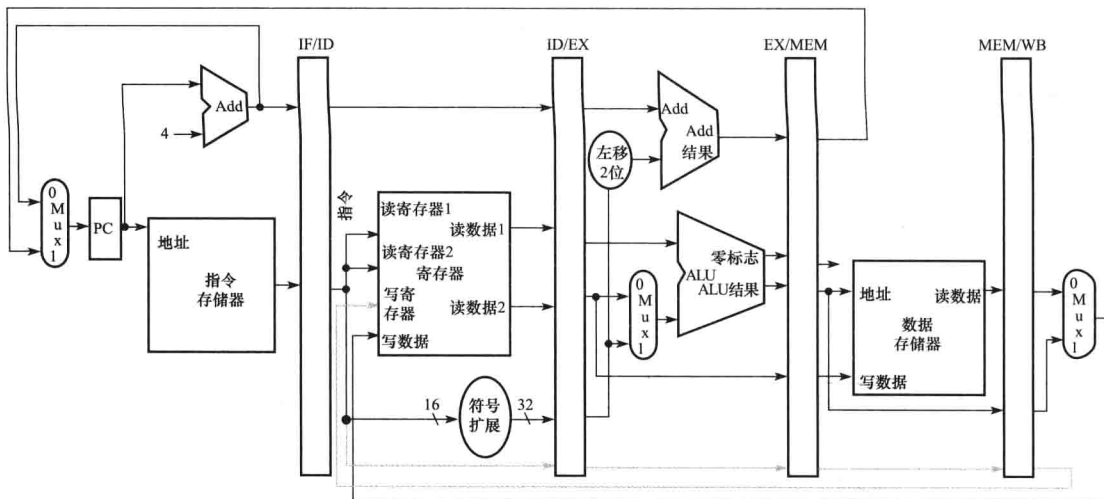 IF/ID
ID/EX
EX/MEM
MEM/WB
Add
4
Add
Add
结果
左移
2位
0
Mux
1
PC
地址
指令
存储器
指令
读寄存器1
读数据1
读寄存器2
寄存器
写寄
存器
读数据2
写数据
16
符号
扩展
32
0
Mux
1
零标志
ALU
ALU结果
地址
读数据
数据
存储器
写数据
0
Mux
1